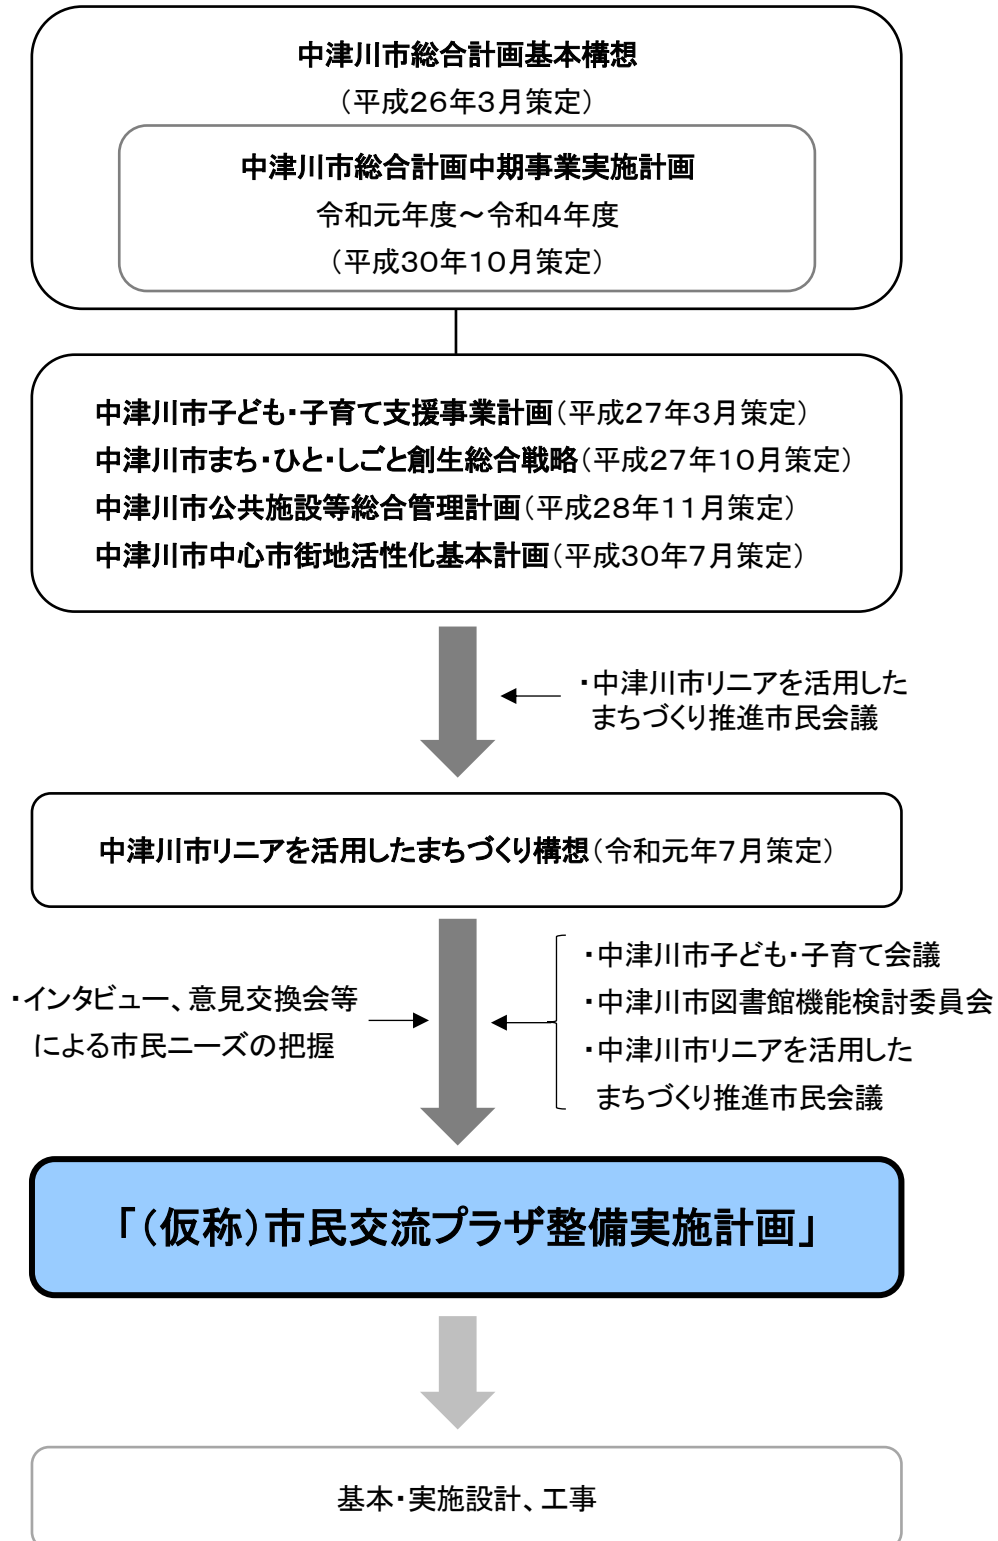 中津川市総合計画基本構想
（平成２６年３月策定）
中津川市総合計画中期事業実施計画
令和元年度～令和４年度
（平成３０年１０月策定）
中津川市子ども・子育て支援事業計画（平成２７年３月策定）
中津川市まち・ひと・しごと創生総合戦略（平成２７年１０月策定）
中津川市公共施設等総合管理計画（平成２８年１１月策定）
中津川市中心市街地活性化基本計画（平成３０年７月策定）
・中津川市リニアを活用した
まちづくり推進市民会議
中津川市リニアを活用したまちづくり構想（令和元年７月策定）
・インタビュー、意見交換会等
による市民ニーズの把握
・中津川市子ども・子育て会議
・中津川市図書館機能検討委員会
・中津川市リニアを活用した
まちづくり推進市民会議
「（仮称）市民交流プラザ整備実施計画」
基本・実施設計、工事